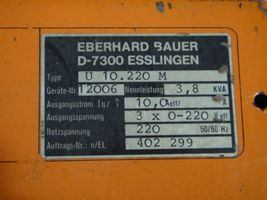 EBERHARD BAUER
D-7300 ESSLINGEN
Type U 10.220 M
Geräte-Nr. 12006 Nennleistung 3,8 KVA
Ausgangsstrom In/ 10,0 eff/ A
Ausgangsspannung 3 x 0-220 V eff
Netzspannung 220 50/60 Hz
Auftrags-Nr.: n/EL 402 299